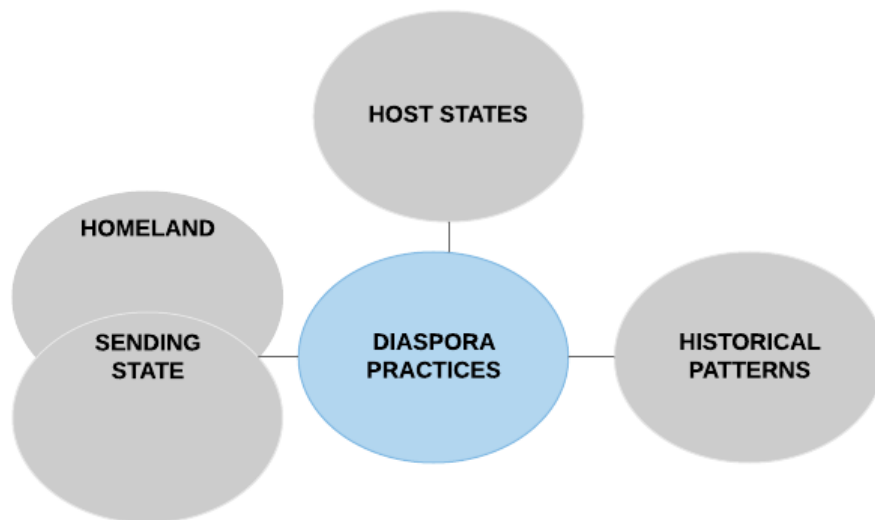 HOST STATES
HOMELAND
SENDING
STATE
DIASPORA
PRACTICES
HISTORICAL
PATTERNS